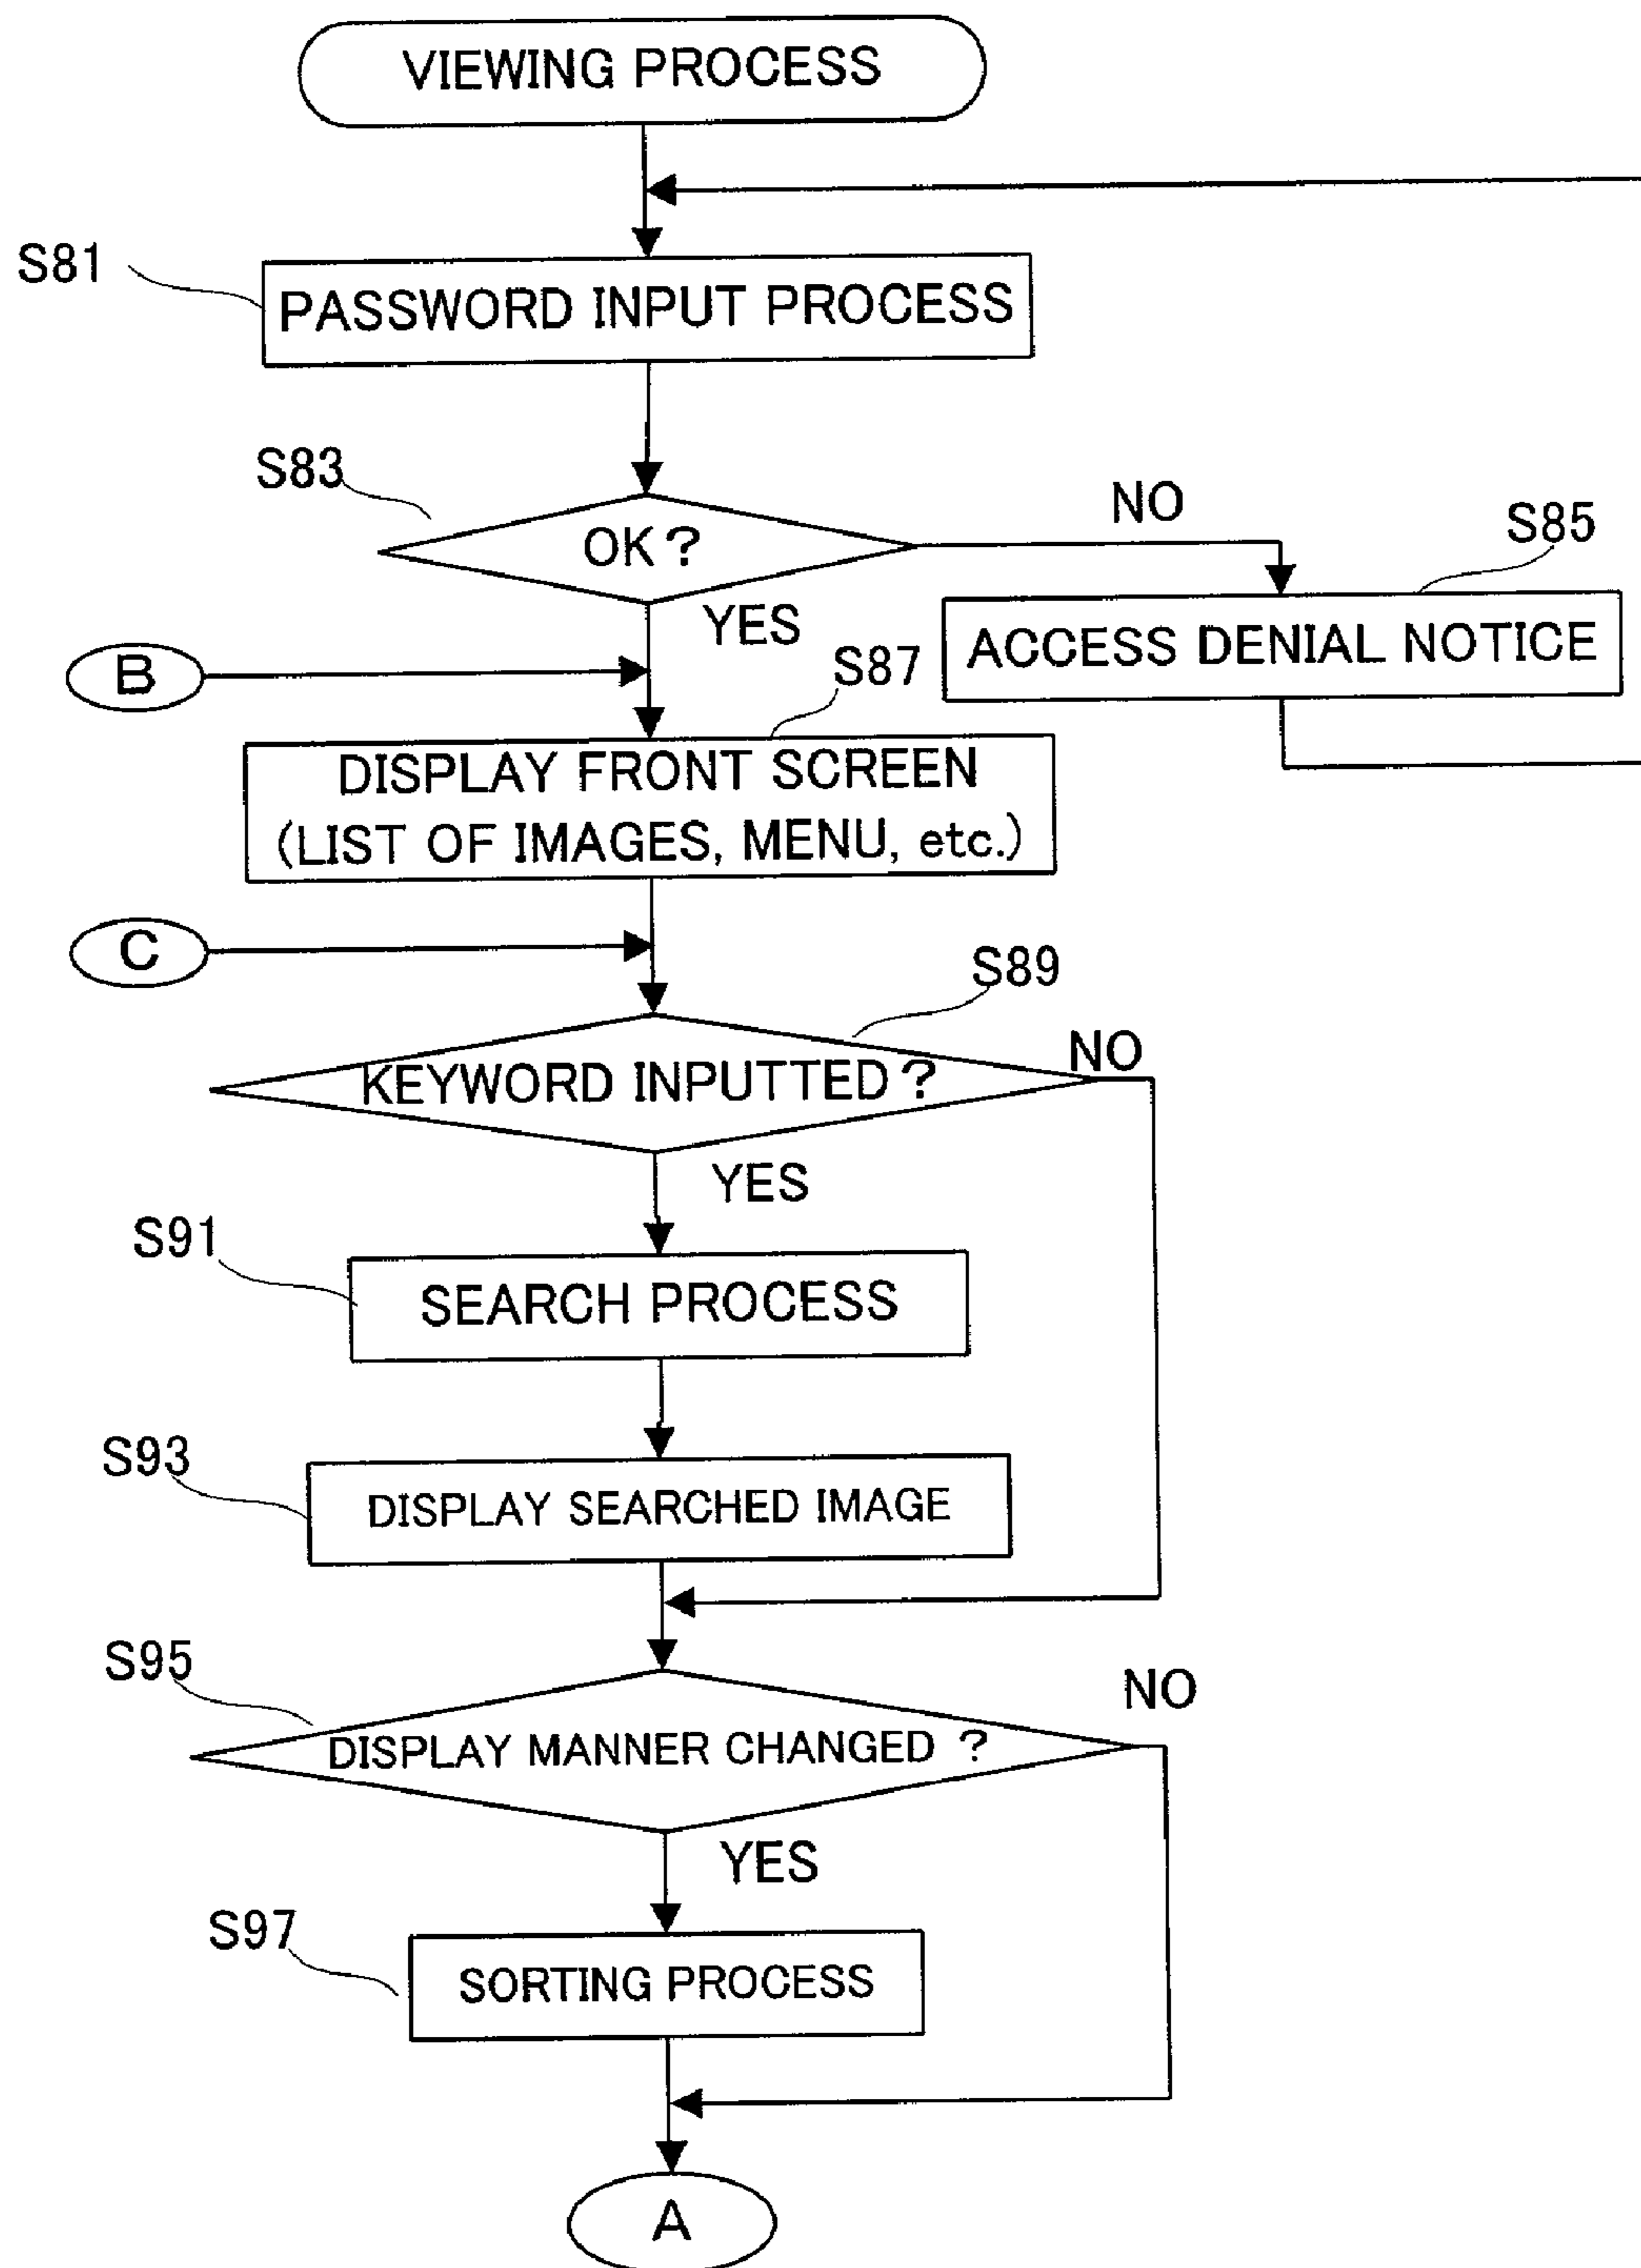 VIEWING PROCESS
S81
PASSWORD INPUT PROCESS
S83
OK?
NO
S85
YES
ACCESS DENIAL NOTICE
B
S87
DISPLAY FRONT SCREEN
(LIST OF IMAGES, MENU, etc.)
C
S89
KEYWORD INPUTTED?
NO
YES
S91
SEARCH PROCESS
S93
DISPLAY SEARCHED IMAGE
S95
NO
DISPLAY MANNER CHANGED ?
YES
S97
SORTING PROCESS
A